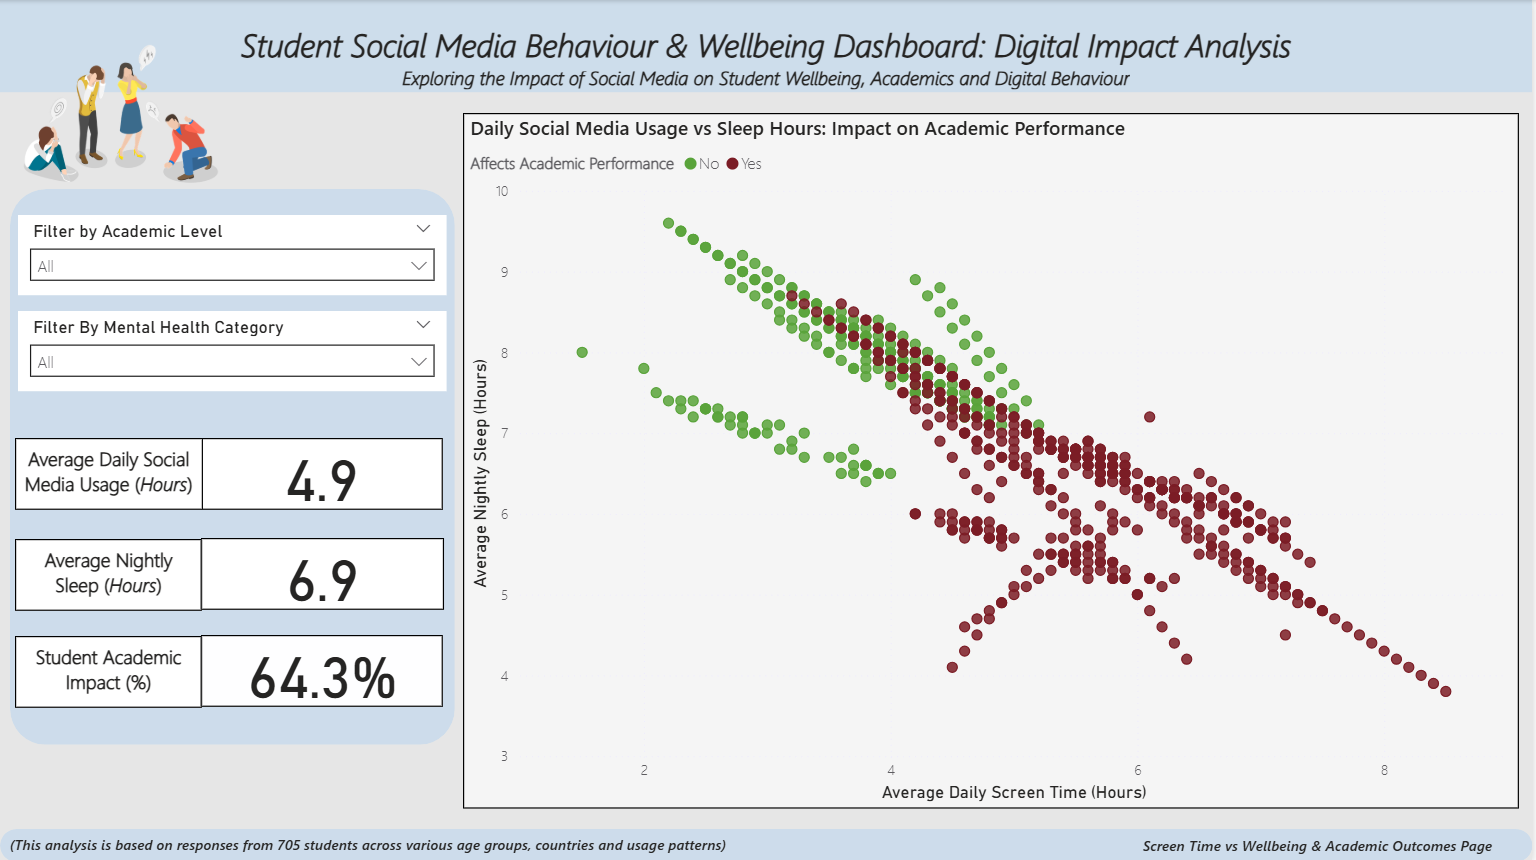 Student Social Media Behaviour & Wellbeing Dashboard: Digital Impact Analysis
Exploring the Impact of Social Media on Student Wellbeing, Academics and Digital Behaviour
Filter by Academic Level
All
Filter By Mental Health Category
All
Average Daily Social
Media Usage (Hours)
4.9
Average Nightly
Sleep (Hours)
6.9
Student Academic
Impact (%)
64.3%
Daily Social Media Usage vs Sleep Hours: Impact on Academic Performance
Affects Academic Performance No Yes
10
9
8
7
6
5
4
3
Average Nightly Sleep (Hours)
2 4 6 8
Average Daily Screen Time (Hours)
(This analysis is based on responses from 705 students across various age groups, countries and usage patterns)
Screen Time vs Wellbeing & Academic Outcomes Page